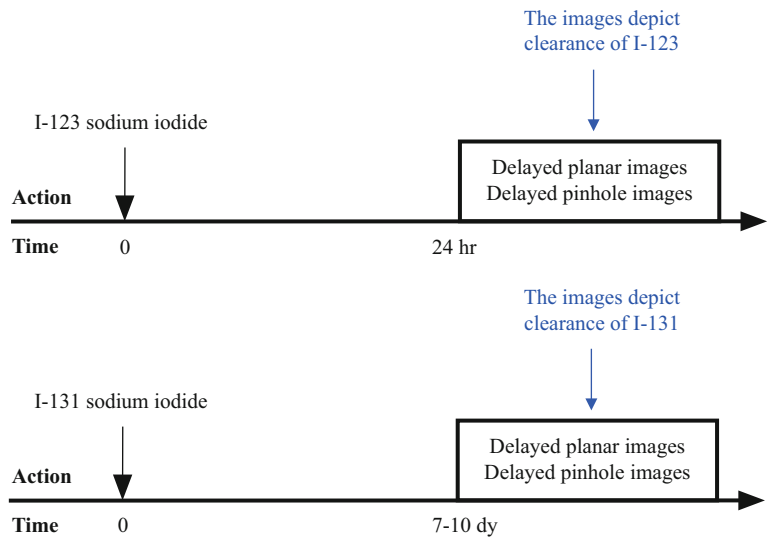 The images depict
clearance of I-123
I-123 sodium iodide
Delayed planar images
Delayed pinhole images
Action
Time 0 24 hr
The images depict
clearance of I-131
I-131 sodium iodide
Delayed planar images
Delayed pinhole images
Action
Time 0 7-10 dy